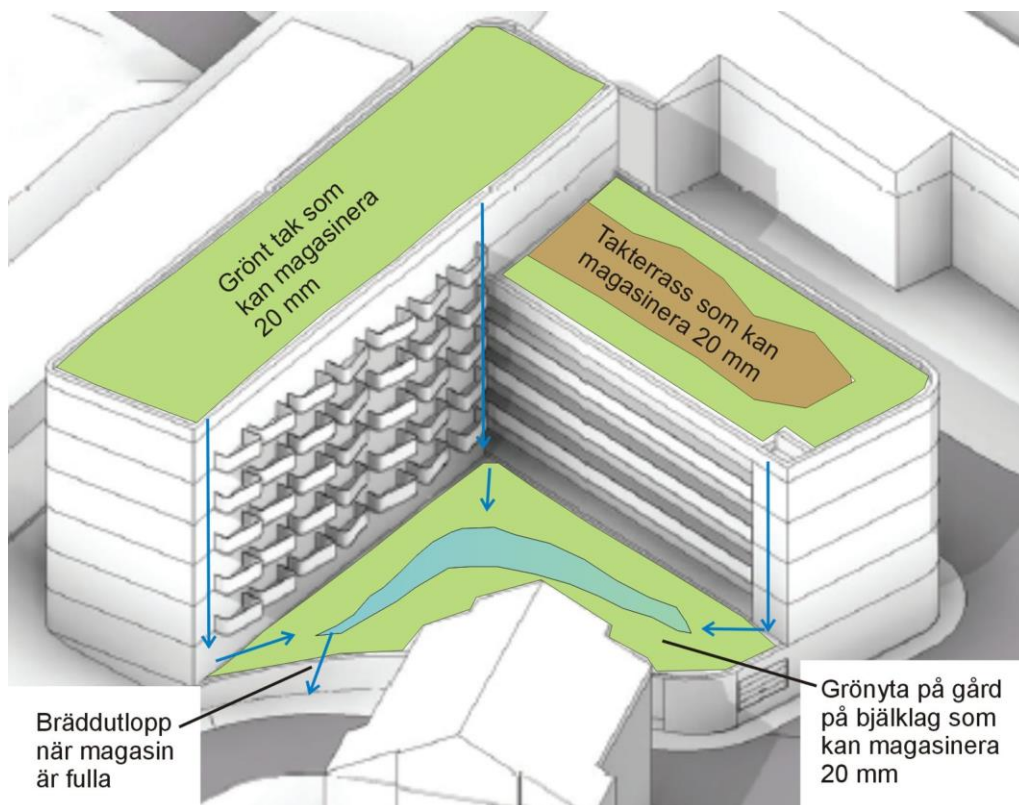 Grönt tak som
kan magasinera
20 mm
Takterrass som kan
magasinera 20 mm
Bräddutlopp
när magasin
är fulla
Grönyta på gård
på bjälklag som
kan magasinera
20 mm